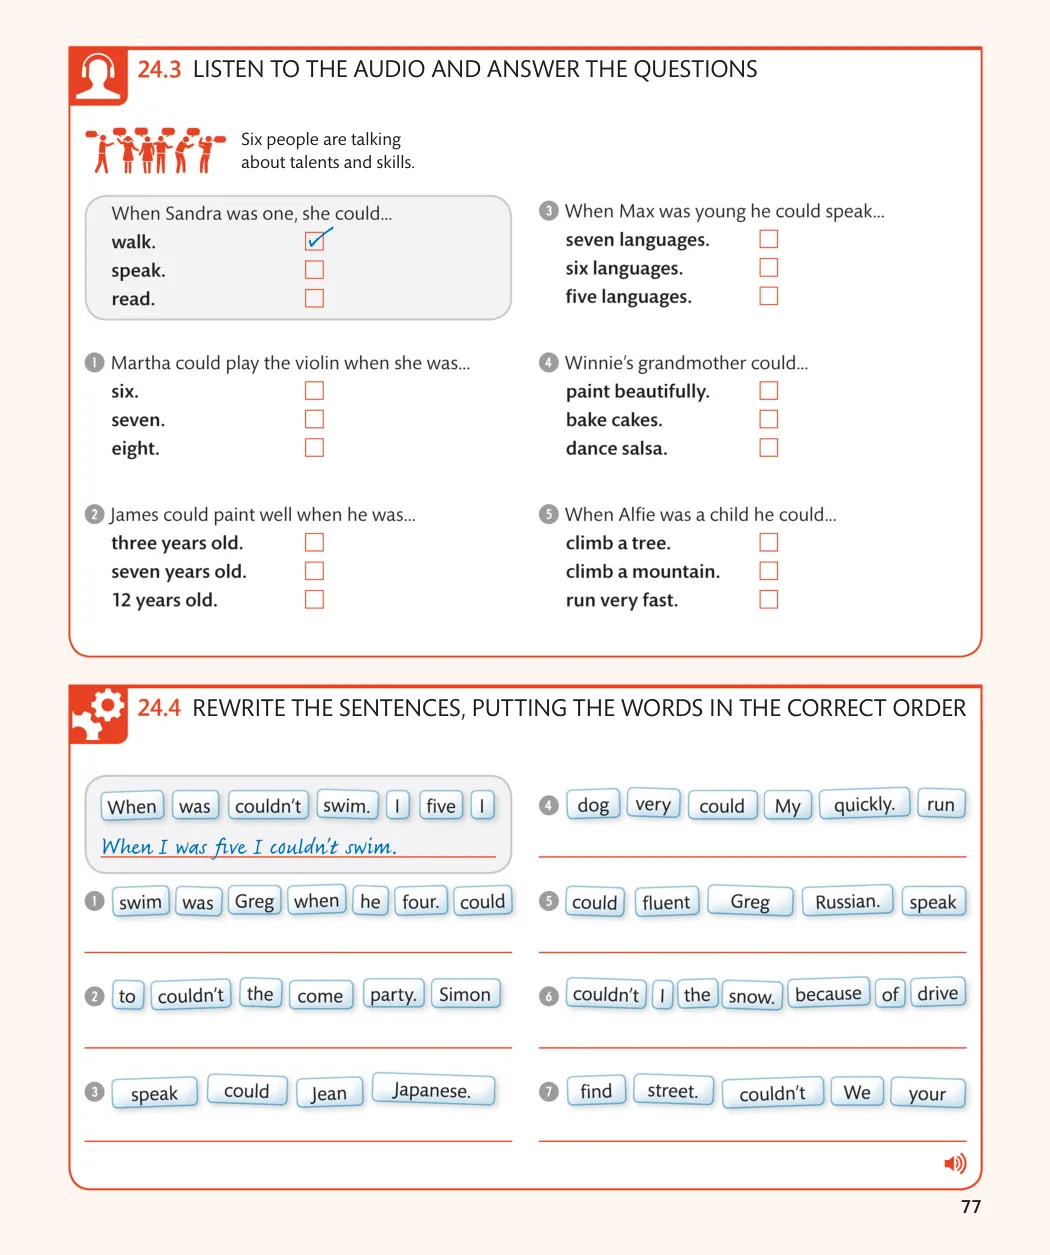 24.3 LISTEN TO THE AUDIO AND ANSWER THE QUESTIONS
Six people are talking
about talents and skills.
When Sandra was one, she could...
walk.
speak.
read.
1 Martha could play the violin when she was...
six.
seven.
eight.
2 James could paint well when he was...
three years old.
seven years old.
12 years old.
3 When Max was young he could speak...
seven languages.
six languages.
five languages.
4 Winnie's grandmother could...
paint beautifully.
bake cakes.
dance salsa.
5 When Alfie was a child he could...
climb a tree.
climb a mountain.
run very fast.
24.4 REWRITE THE SENTENCES, PUTTING THE WORDS IN THE CORRECT ORDER
When was couldn't swim. I five I
When I was five I couldn't swim.
1 swim was Greg when he four. could
2 to couldn't the come party. Simon
3 speak could Jean Japanese.
4 dog very could My quickly. run
5 could fluent Greg Russian. speak
6 couldn't I the snow. because of drive
7 find street. couldn't We your
77